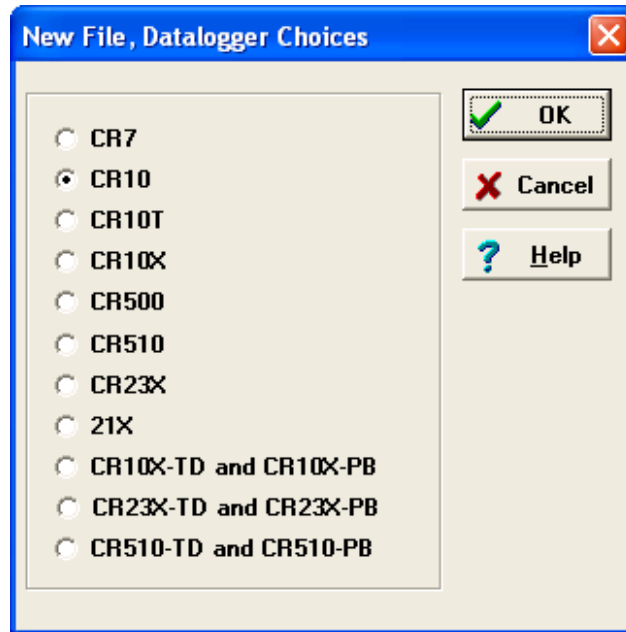 New File, Datalogger Choices
CR7
CR10
CR10T
CR10X
CR500
CR510
CR23X
21X
CR10X-TD and CR10X-PB
CR23X-TD and CR23X-PB
CR510-TD and CR510-PB
OK
Cancel
Help